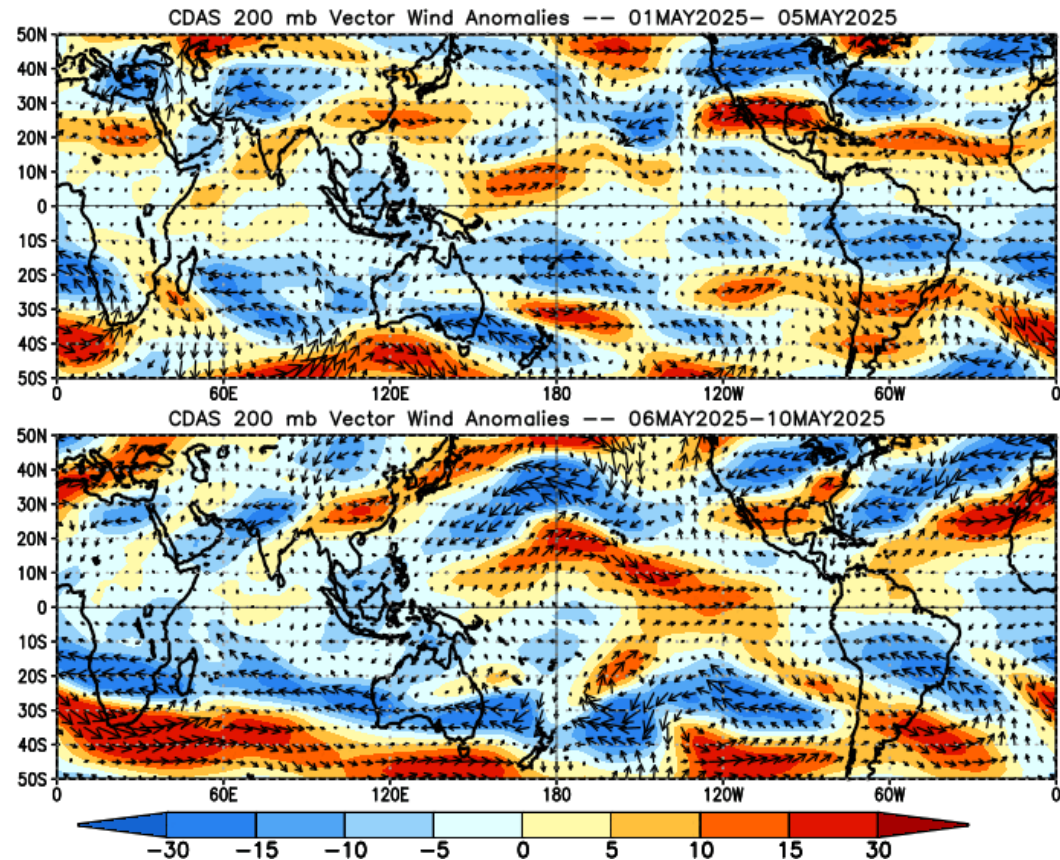 CDAS 200 mb Vector Wind Anomalies -- 01MAY2025- 05MAY2025
50N
40N
30N
20N
10N
0
10S
20S
30S
40S
50S
0 60E 120E 180 120W 60W 0
CDAS 200 mb Vector Wind Anomalies -- 06MAY2025-10MAY2025
50N
40N
30N
20N
10N
0
10S
20S
30S
40S
50S
0 60E 120E 180 120W 60W 0
-30 -15 -10 -5 0 5 10 15 30